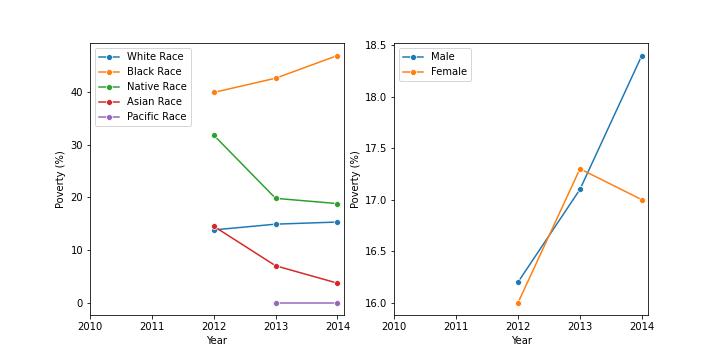 White Race
Black Race
Native Race
Asian Race
Pacific Race
40
30
20
10
0
Poverty (%)
2010 2011 2012 2013 2014
Year
Male
Female
18.5
18.0
17.5
17.0
16.5
16.0
Poverty (%)
2010 2011 2012 2013 2014
Year